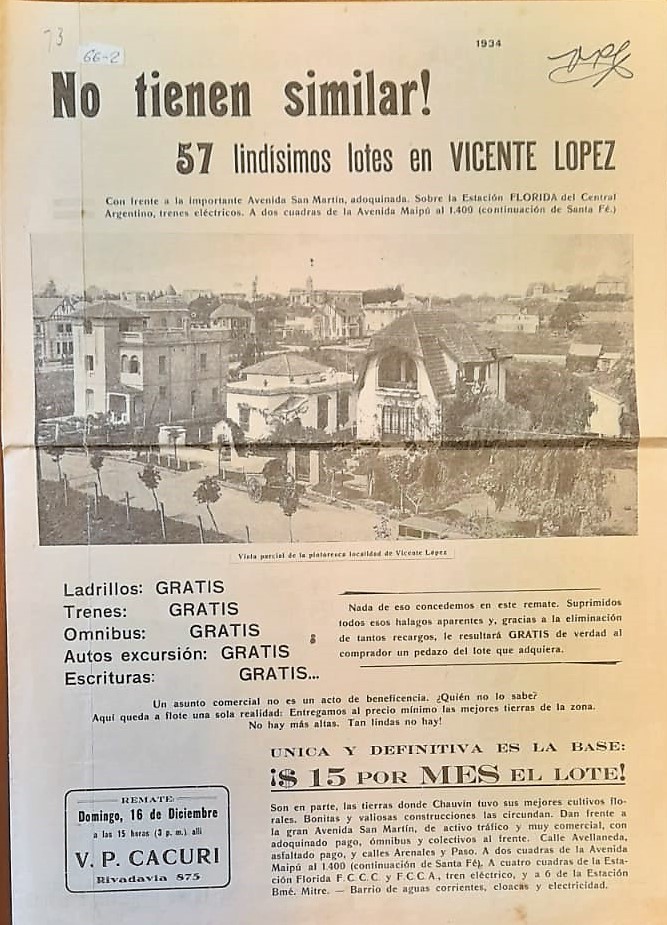 73
66-2
1934
No tienen similar!
57 lindísimos lotes en VICENTE LOPEZ
Con frente a la importante Avenida San Martín, adoquinada. Sobre la Estación FLORIDA del Central
Argentino, trenes eléctricos. A dos cuadras de la Avenida Maipú al 1.400 (continuación de Santa Fé.)
Vista parcial de la pintoresca localidad de Vicente López
Ladrillos: GRATIS
Trenes: GRATIS
Omnibus: GRATIS
Autos excursión: GRATIS
Escrituras: GRATIS...
Nada de eso concedemos en este remate. Suprimidos
todos esos halagos aparentes y, gracias a la eliminación
de tantos recargos, le resultará GRATIS de verdad al
comprador un pedazo del lote que adquiera.
Un asunto comercial no es un acto de beneficencia. ¿Quién no lo sabe?
Aquí queda a flote una sola realidad: Entregamos al precio mínimo las mejores tierras de la zona.
No hay más altas. Tan lindas no hay!
UNICA Y DEFINITIVA ES LA BASE:
¡$ 15 POR MES EL LOTE!
REMATE:
Domingo, 16 de Diciembre
a las 15 horas (3 p. m.) allí
V. P. CACURI
Rivadavia 875
Son en parte, las tierras donde Chauvin tuvo sus mejores cultivos flo-
rales. Bonitas y valiosas construcciones las circundan. Dan frente a
la gran Avenida San Martín, de activo tráfico y muy comercial, con
adoquinado pago, ómnibus y colectivos al frente. Calle Avellaneda,
asfaltado pago, y calles Arenales y Paso. A dos cuadras de la Avenida
Maipú al 1.400 (continuación de Santa Fé). A cuatro cuadras de la Esta-
ción Florida F. C. C. C. y F. C. C. A., tren eléctrico, y a 6 de la Estación
Bmé. Mitre. — Barrio de aguas corrientes, cloacas y electricidad.